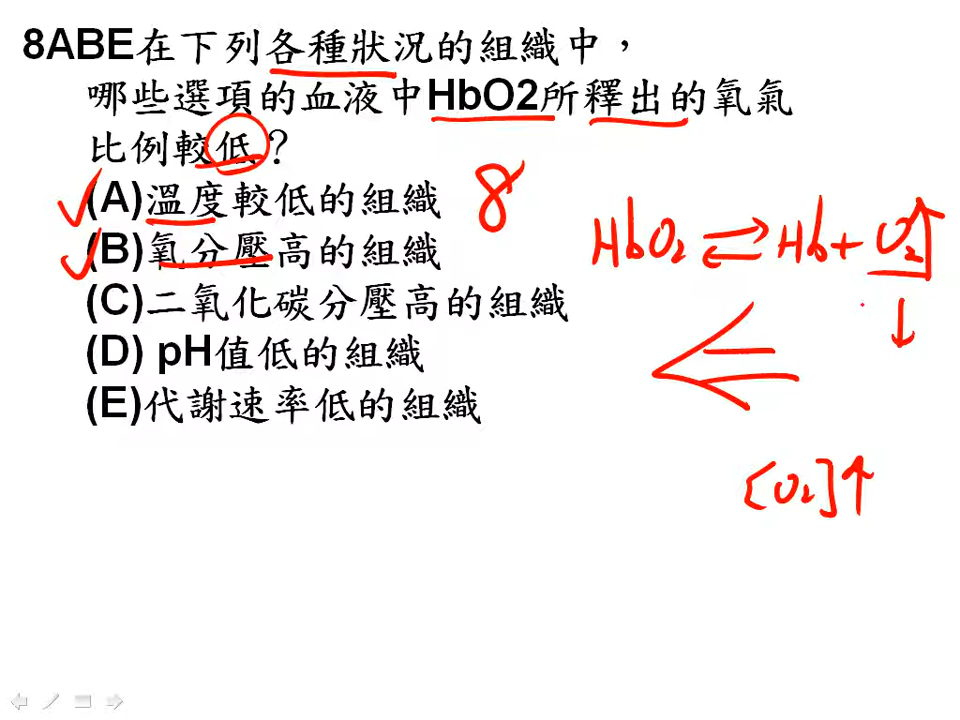 8ABE在下列各種狀況的組織中，
哪些選項的血液中HbO2所釋出的氧氣
比例較低？
(A)溫度較低的組織
8
(B)氧分壓高的組織
HbO₂ ⇌ Hb + O₂↑
(C)二氧化碳分壓高的組織
↓
(D) pH值低的組織
(E)代謝速率低的組織
[O₂]↑